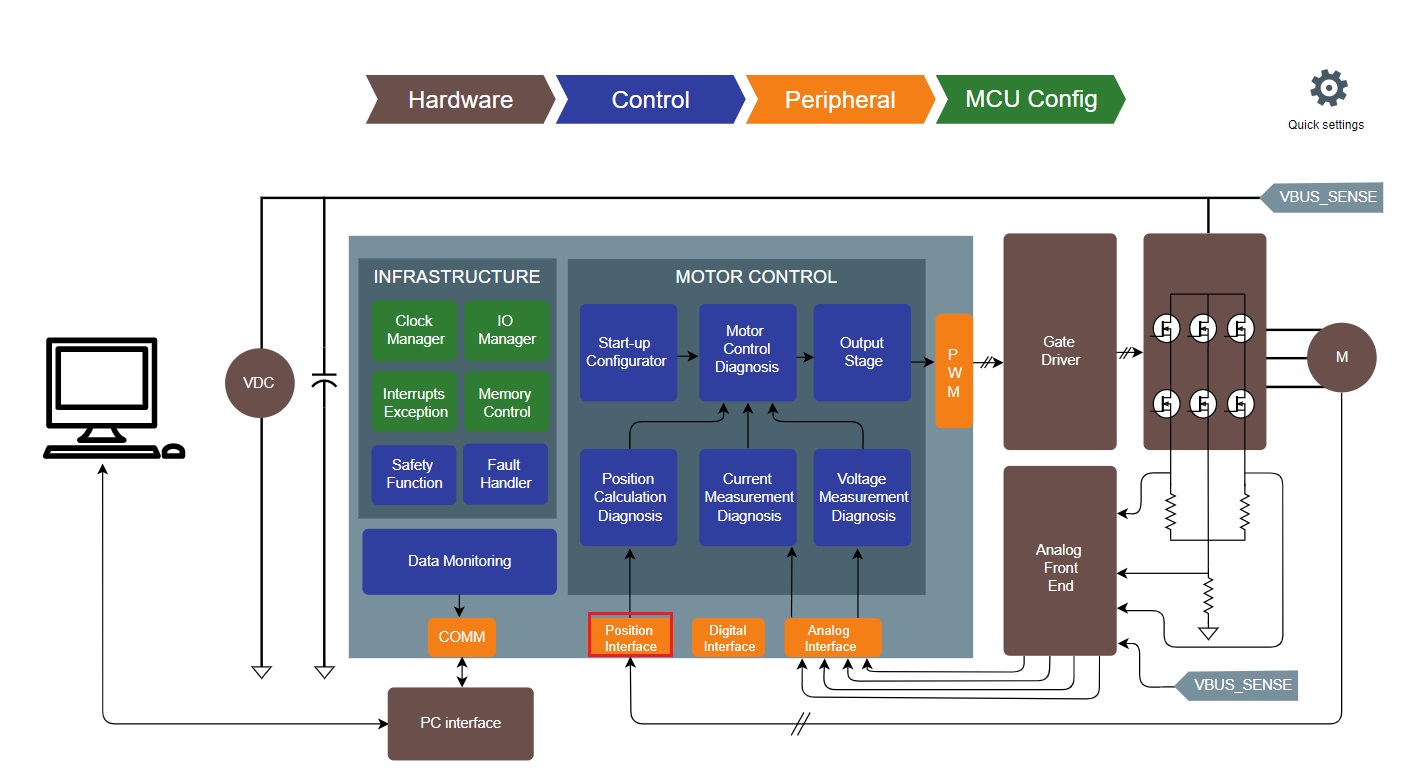 Hardware
Control
Peripheral
MCU Config
Quick settings
VBUS_SENSE
INFRASTRUCTURE
Clock
Manager
IO
Manager
Interrupts
Exception
Memory
Control
Safety
Function
Fault
Handler
Data Monitoring
COMM
PC interface
VDC
MOTOR CONTROL
Start-up
Configurator
Motor
Control
Diagnosis
Output
Stage
Position
Calculation
Diagnosis
Current
Measurement
Diagnosis
Voltage
Measurement
Diagnosis
Position
Interface
Digital
Interface
Analog
Interface
P
W
M
Gate
Driver
M
Analog
Front
End
VBUS_SENSE